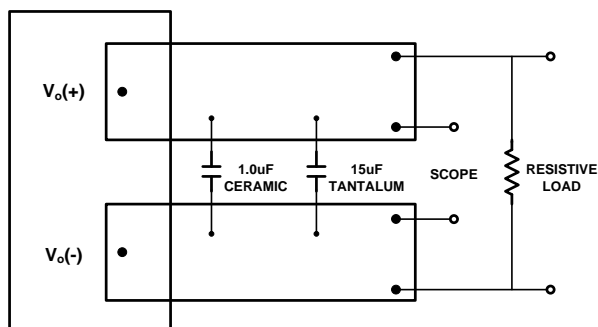 Vₒ(+)
1.0uF
CERAMIC
15uF
TANTALUM
SCOPE
RESISTIVE
LOAD
Vₒ(-)